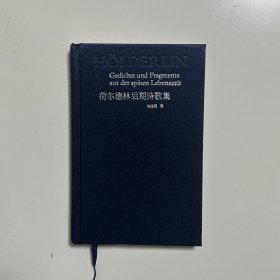 HÖLDERLIN
Gedichte und Fragmente
aus der späten Lebenszeit
荷尔德林后期诗歌集